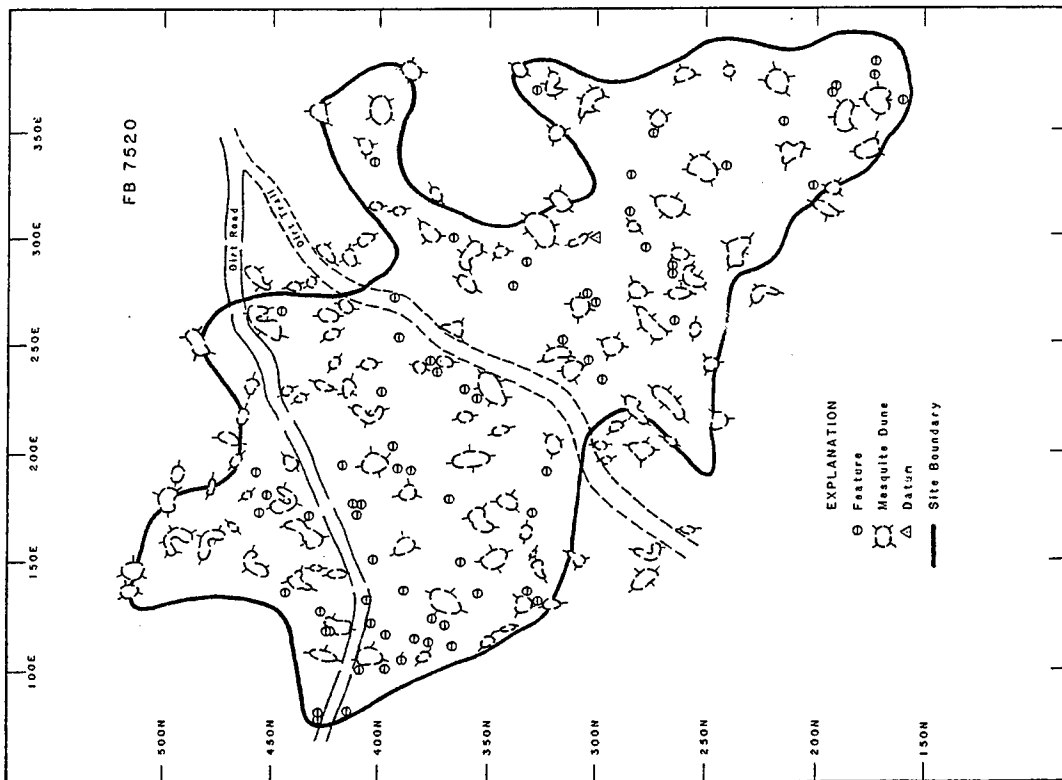 FB 7520
350E
300E
250E
200E
150E
100E
Dirt Road
Dirt Trail
500N
450N
400N
350N
300N
250N
200N
150N
EXPLANATION
Feature
Mesquite Dune
Datum
Site Boundary